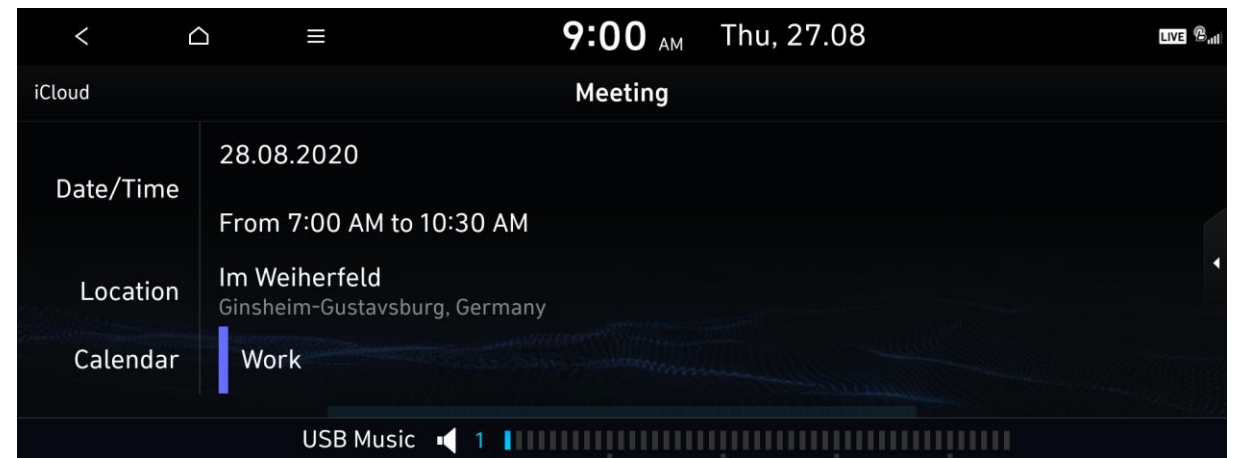 9:00 AM Thu, 27.08 LIVE
iCloud Meeting
Date/Time
28.08.2020
From 7:00 AM to 10:30 AM
Location
Im Weiherfeld
Ginsheim-Gustavsburg, Germany
Calendar
Work
USB Music 1